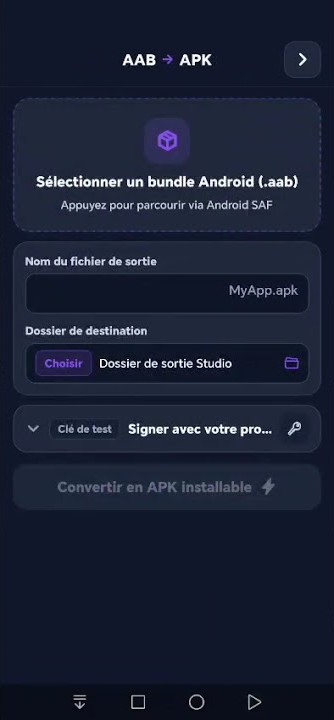 AAB → APK
Sélectionner un bundle Android (.aab)
Appuyez pour parcourir via Android SAF
Nom du fichier de sortie
MyApp.apk
Dossier de destination
Choisir Dossier de sortie Studio
Clé de test Signer avec votre pro...
Convertir en APK installable